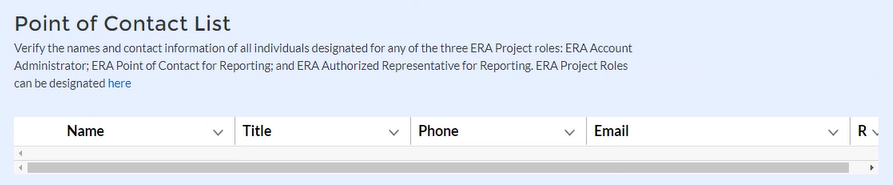 Point of Contact List
Verify the names and contact information of all individuals designated for any of the three ERA Project roles: ERA Account
Administrator; ERA Point of Contact for Reporting; and ERA Authorized Representative for Reporting. ERA Project Roles
can be designated here
Name Title Phone Email R